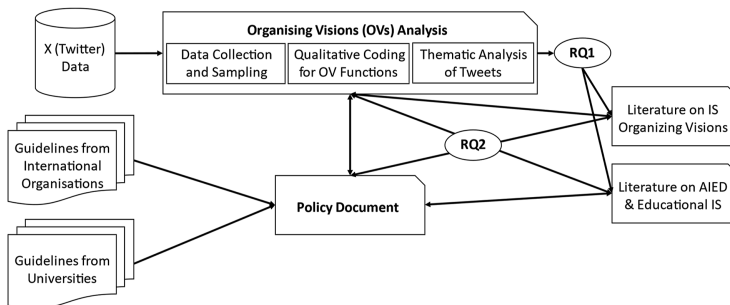 Organising Visions (OVs) Analysis
X (Twitter)
Data
Data Collection
and Sampling
Qualitative Coding
for OV Functions
Thematic Analysis
of Tweets
RQ1
Literature on IS
Organizing Visions
Guidelines from
International
Organisations
RQ2
Literature on AIED
& Educational IS
Policy Document
Guidelines from
Universities